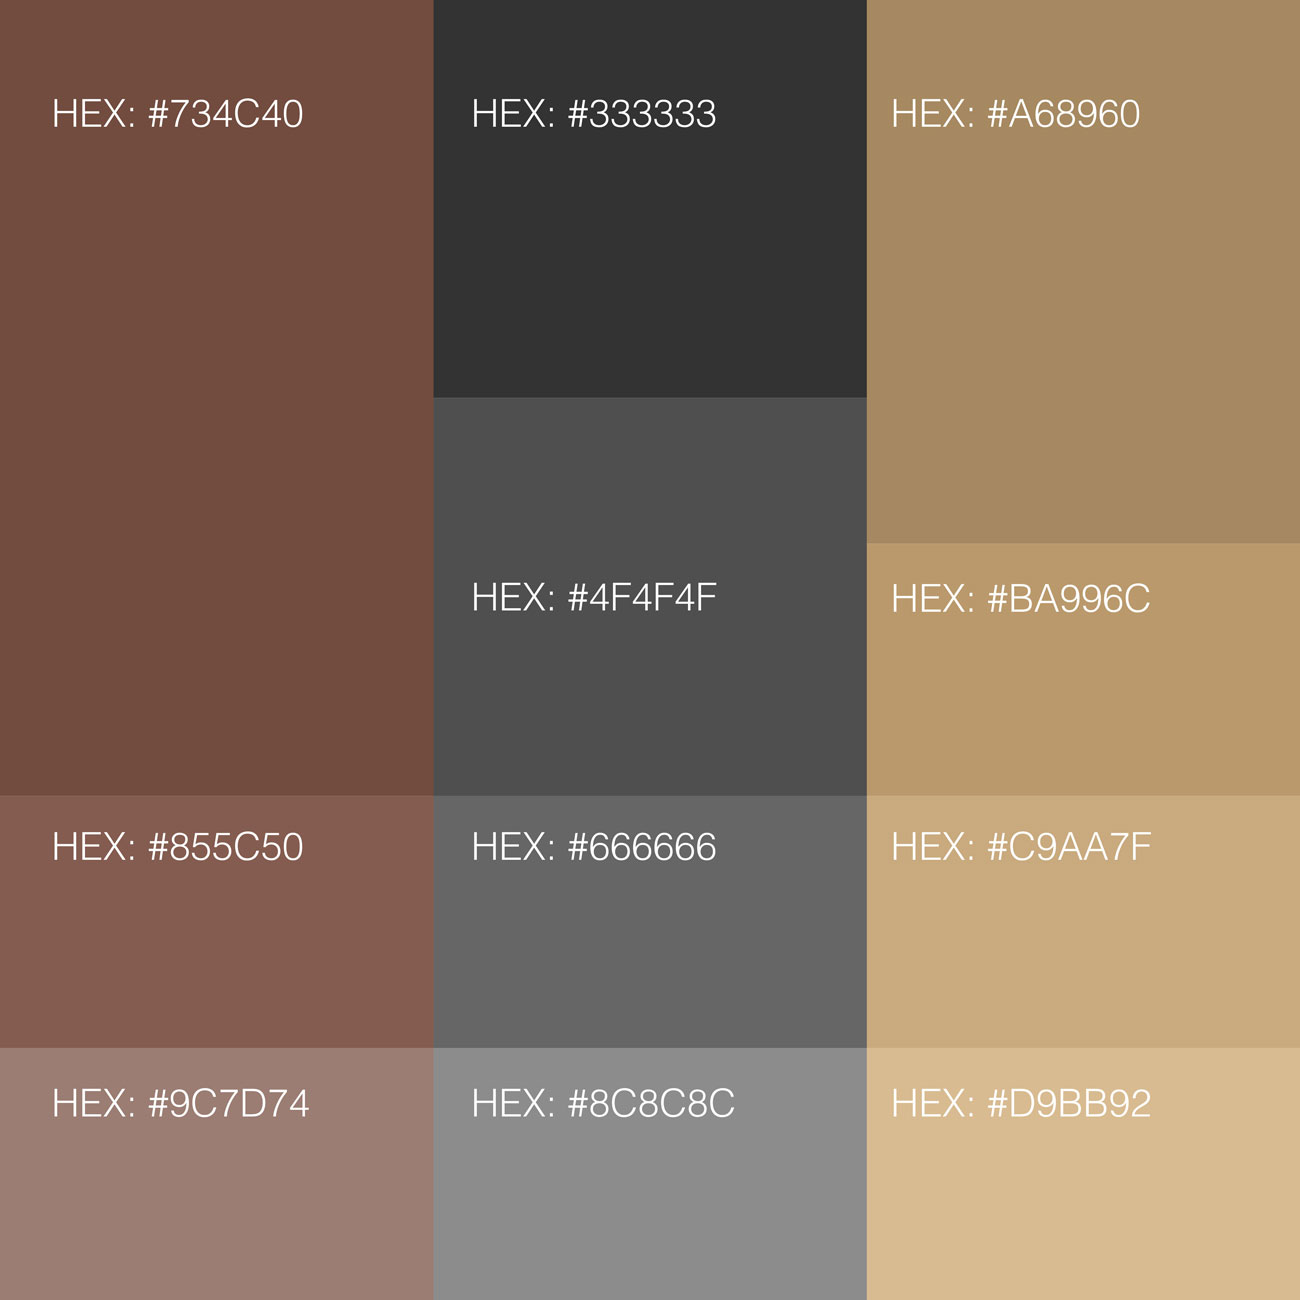 HEX: #734C40
HEX: #333333
HEX: #A68960
HEX: #4F4F4F
HEX: #BA996C
HEX: #855C50
HEX: #666666
HEX: #C9AA7F
HEX: #9C7D74
HEX: #8C8C8C
HEX: #D9BB92